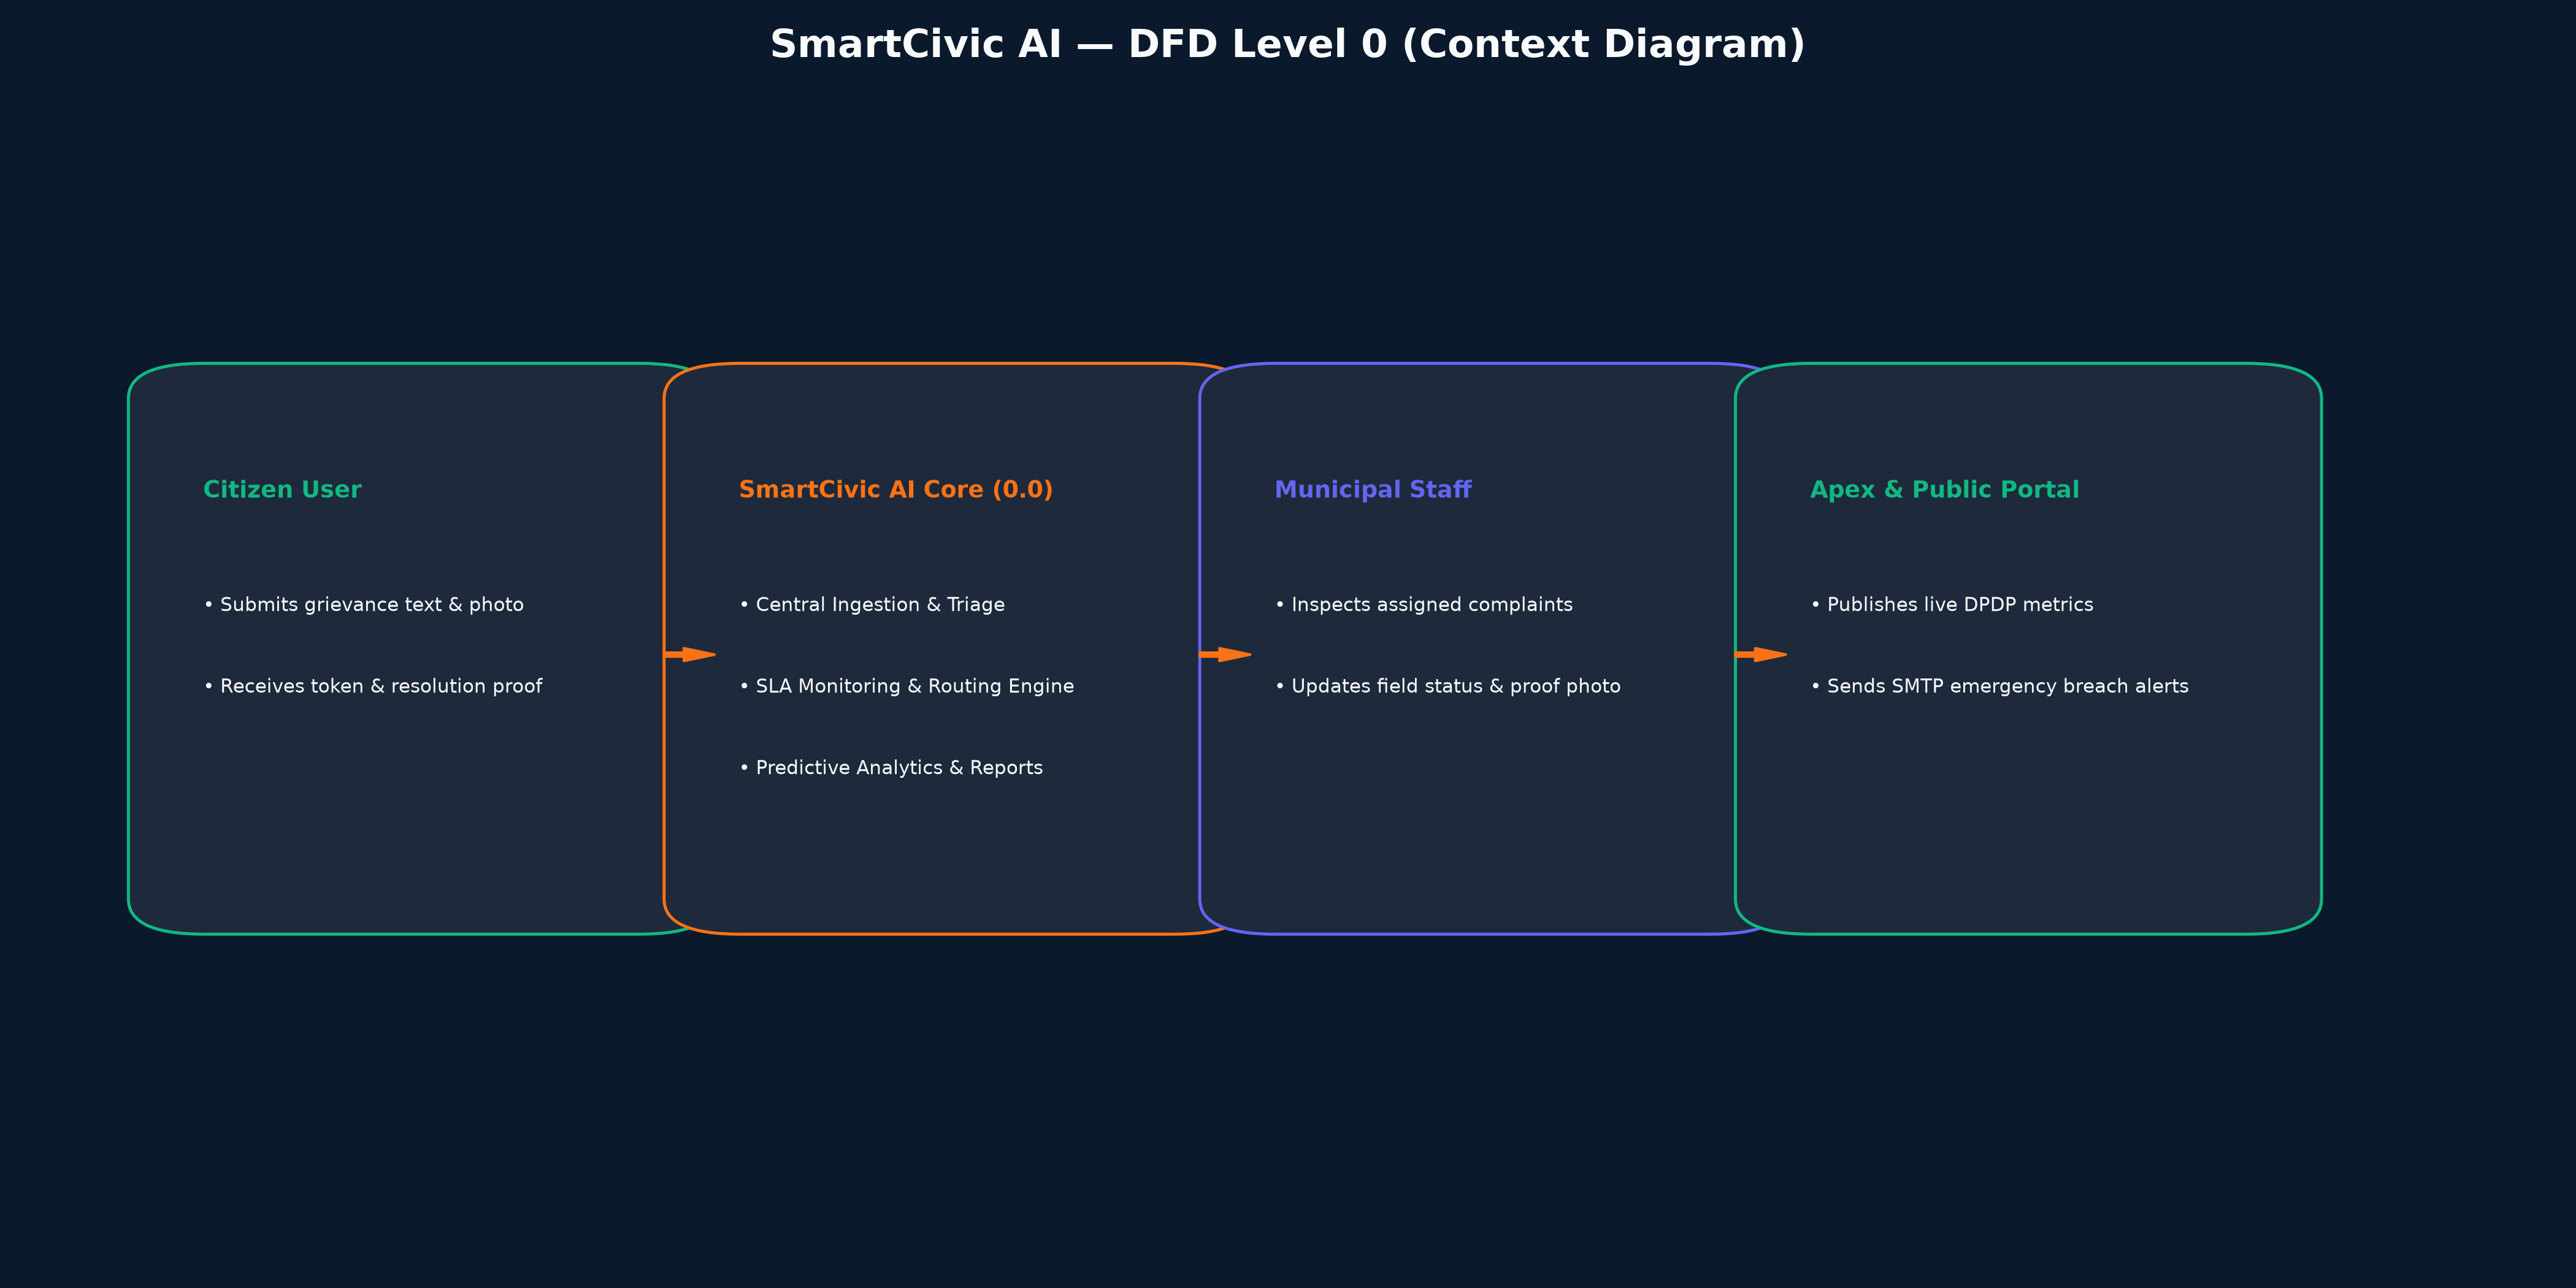 SmartCivic AI — DFD Level 0 (Context Diagram)
Citizen User
• Submits grievance text & photo
• Receives token & resolution proof
SmartCivic AI Core (0.0)
• Central Ingestion & Triage
• SLA Monitoring & Routing Engine
• Predictive Analytics & Reports
Municipal Staff
• Inspects assigned complaints
• Updates field status & proof photo
Apex & Public Portal
• Publishes live DPDP metrics
• Sends SMTP emergency breach alerts